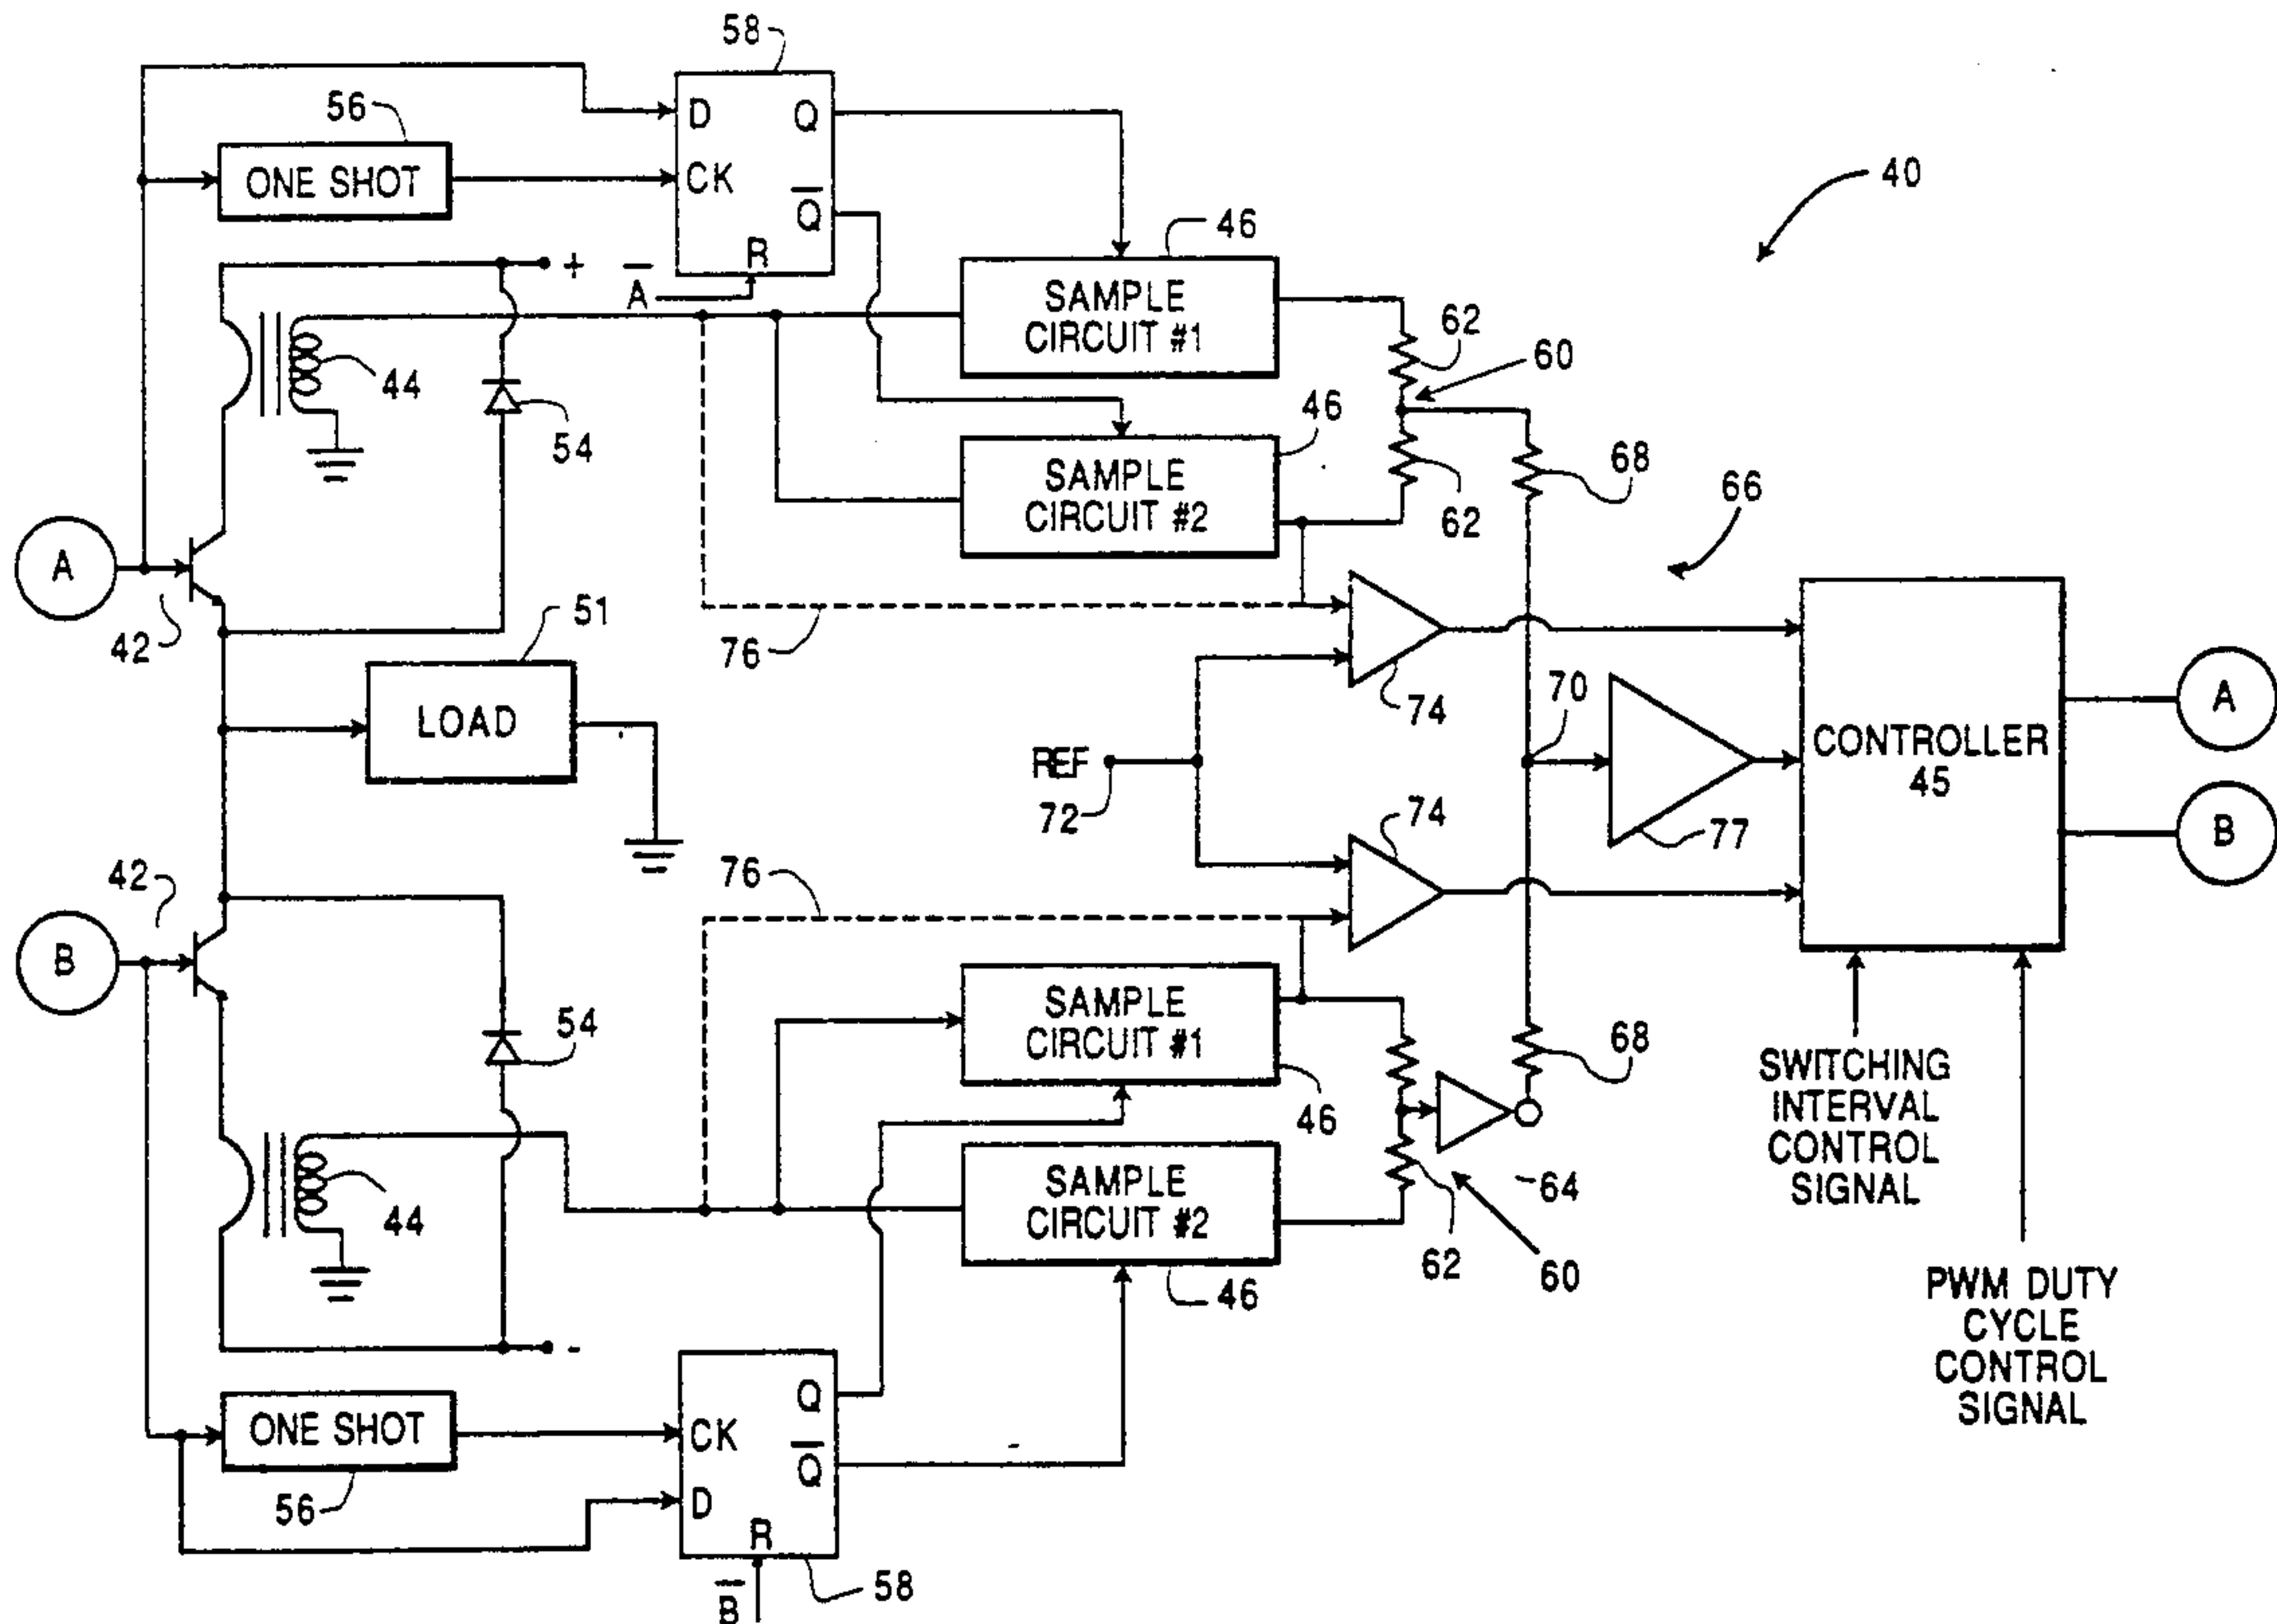 58
D
Q
56
ONE SHOT
CK
Q
40
R
46
+
A
SAMPLE
CIRCUIT #1
62
60
44
54
46
SAMPLE
CIRCUIT #2
68
62
66
A
42
51
76
74
LOAD
70
A
REF
CONTROLLER
45
72
74
77
B
42
76
B
SAMPLE
CIRCUIT #1
54
68
SWITCHING
INTERVAL
CONTROL
SIGNAL
46
SAMPLE
CIRCUIT #2
64
44
62
60
46
PWM DUTY
CYCLE
CONTROL
SIGNAL
-
Q
ONE SHOT
CK
Q
56
D
R
58
B